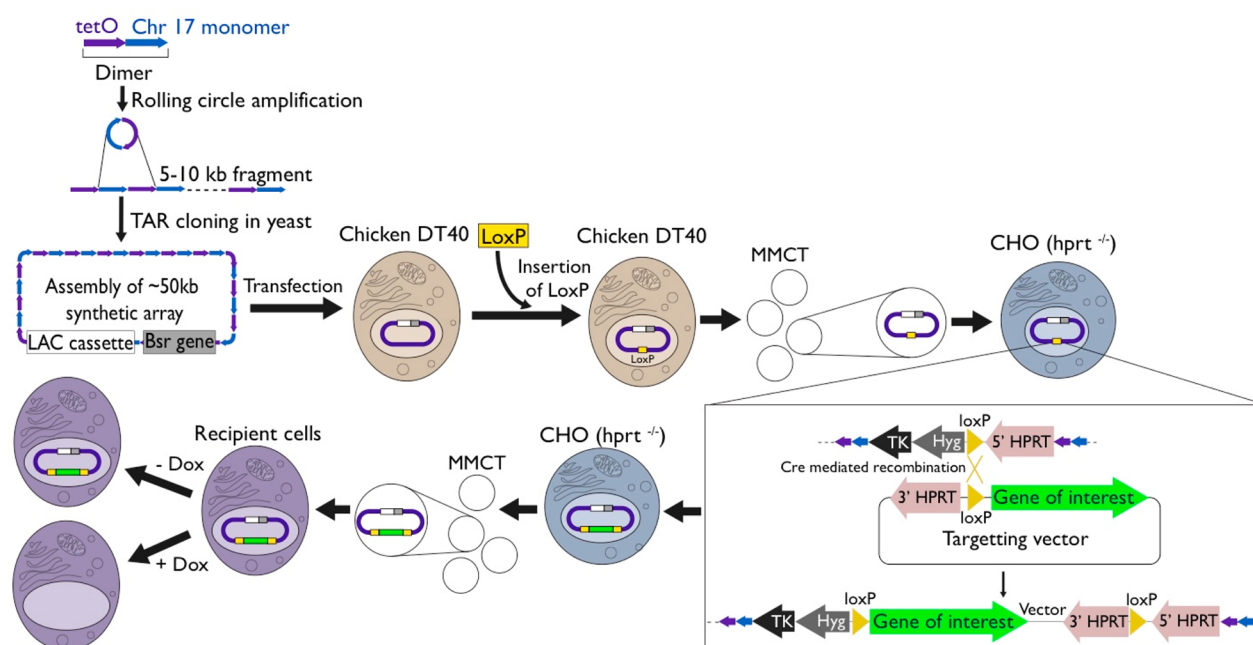 tetO Chr 17 monomer
Dimer
Rolling circle amplification
5-10 kb fragment
TAR cloning in yeast
Assembly of ~50kb
synthetic array
LAC cassette
Bsr gene
Transfection
Chicken DT40
LoxP
Insertion
of LoxP
Chicken DT40
LoxP
MMCT
CHO (hprt -/-)
loxP
TK
Hyg
5' HPRT
Cre mediated recombination
3' HPRT
Gene of interest
loxP
Targetting vector
loxP
Vector
loxP
TK
Hyg
Gene of interest
3' HPRT
5' HPRT
CHO (hprt -/-)
MMCT
Recipient cells
- Dox
+ Dox